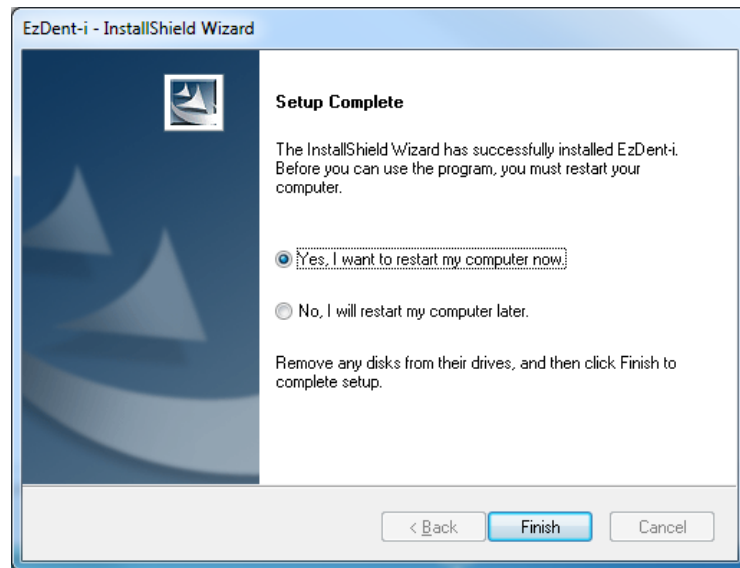 EzDent-i - InstallShield Wizard
Setup Complete
The InstallShield Wizard has successfully installed EzDent-i.
Before you can use the program, you must restart your
computer.
Yes, I want to restart my computer now.
No, I will restart my computer later.
Remove any disks from their drives, and then click Finish to
complete setup.
< Back
Finish
Cancel